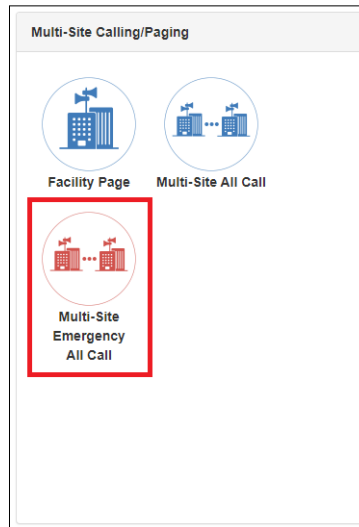 Multi-Site Calling/Paging
Facility Page
Multi-Site All Call
Multi-Site
Emergency
All Call